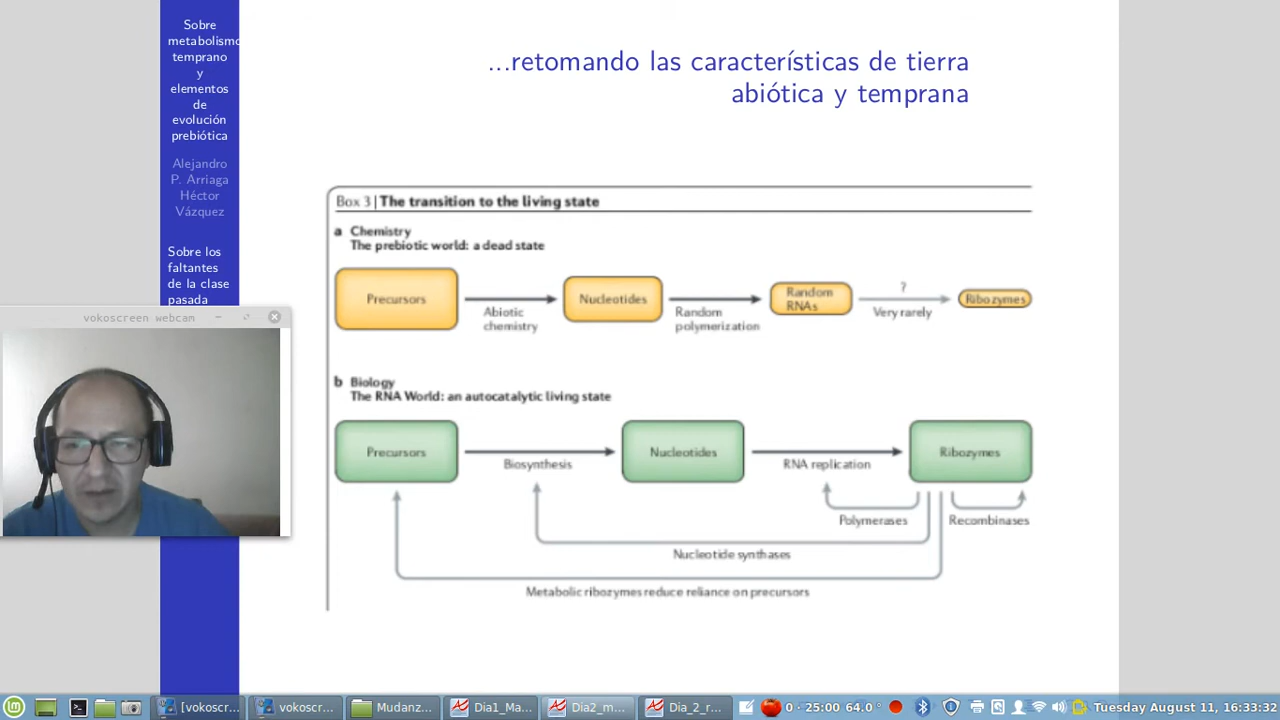 Sobre
metabolismo
temprano
y
elementos
de
evolución
prebiótica
Alejandro
P. Arriaga
Héctor
Vázquez
Sobre los
faltantes
de la clase
pasada
...retomando las características de tierra
abiótica y temprana
Box 3 | The transition to the living state
a Chemistry
The prebiotic world: a dead state
Precursors
Abiotic
chemistry
Nucleotides
Random
polymerization
Random
RNAs
?
Very rarely
Ribozymes
b Biology
The RNA World: an autocatalytic living state
Precursors
Biosynthesis
Nucleotides
RNA replication
Ribozymes
Polymerases
Recombinases
Nucleotide synthases
Metabolic ribozymes reduce reliance on precursors
vokoscreen webcam
[vokoscr...
vokoscr...
Mudanz...
Dia1_Ma...
Dia2_m...
Dia_2_r...
0 · 25:00 64.0 °
Tuesday August 11, 16:33:32